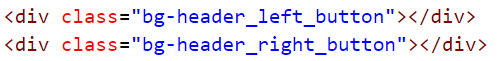 <div class="bg-header_left_button"></div>
<div class="bg-header_right_button"></div>